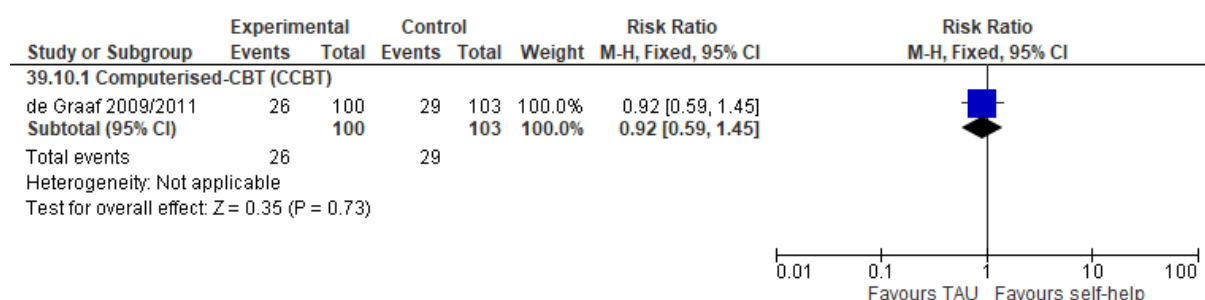 Experimental Control Risk Ratio Risk Ratio
Study or Subgroup Events Total Events Total Weight M-H, Fixed, 95% CI M-H, Fixed, 95% CI
39.10.1 Computerised-CBT (CCBT)
de Graaf 2009/2011 26 100 29 103 100.0% 0.92 [0.59, 1.45]
Subtotal (95% CI) 100 103 100.0% 0.92 [0.59, 1.45]
Total events 26 29
Heterogeneity: Not applicable
Test for overall effect: Z = 0.35 (P = 0.73)
0.01 0.1 1 10 100
Favours TAU Favours self-help